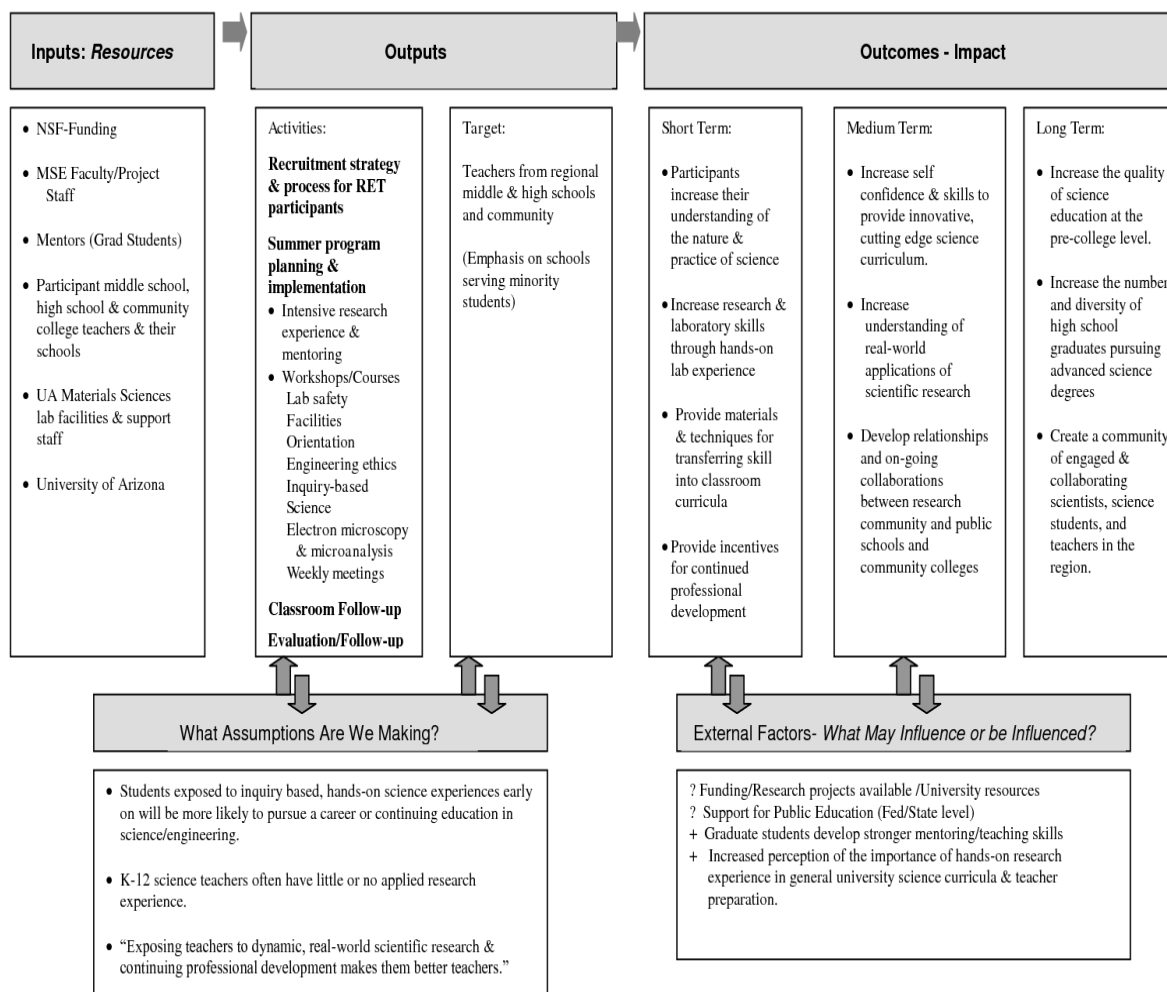 Inputs: Resources
Outputs
Outcomes - Impact
• NSF-Funding
• MSE Faculty/Project
Staff
• Mentors (Grad Students)
• Participant middle school,
high school & community
college teachers & their
schools
• UA Materials Sciences
lab facilities & support
staff
• University of Arizona
Activities:
Recruitment strategy
& process for RET
participants
Summer program
planning &
implementation
• Intensive research
experience &
mentoring
• Workshops/Courses
Lab safety
Facilities
Orientation
Engineering ethics
Inquiry-based
Science
Electron microscopy
& microanalysis
Weekly meetings
Classroom Follow-up
Evaluation/Follow-up
Target:
Teachers from regional
middle & high schools
and community
(Emphasis on schools
serving minority
students)
Short Term:
• Participants
increase their
understanding of
the nature &
practice of science
• Increase research &
laboratory skills
through hands-on
lab experience
• Provide materials
& techniques for
transferring skill
into classroom
curricula
• Provide incentives
for continued
professional
development
Medium Term:
• Increase self
confidence & skills to
provide innovative,
cutting edge science
curriculum.
• Increase
understanding of
real-world
applications of
scientific research
• Develop relationships
and on-going
collaborations
between research
community and public
schools and
community colleges
Long Term:
• Increase the quality
of science
education at the
pre-college level.
• Increase the number
and diversity of
high school
graduates pursuing
advanced science
degrees
• Create a community
of engaged &
collaborating
scientists, science
students, and
teachers in the
region.
What Assumptions Are We Making?
• Students exposed to inquiry based, hands-on science experiences early
on will be more likely to pursue a career or continuing education in
science/engineering.
• K-12 science teachers often have little or no applied research
experience.
• “Exposing teachers to dynamic, real-world scientific research &
continuing professional development makes them better teachers.”
External Factors- What May Influence or be Influenced?
? Funding/Research projects available /University resources
? Support for Public Education (Fed/State level)
+ Graduate students develop stronger mentoring/teaching skills
+ Increased perception of the importance of hands-on research
experience in general university science curricula & teacher
preparation.